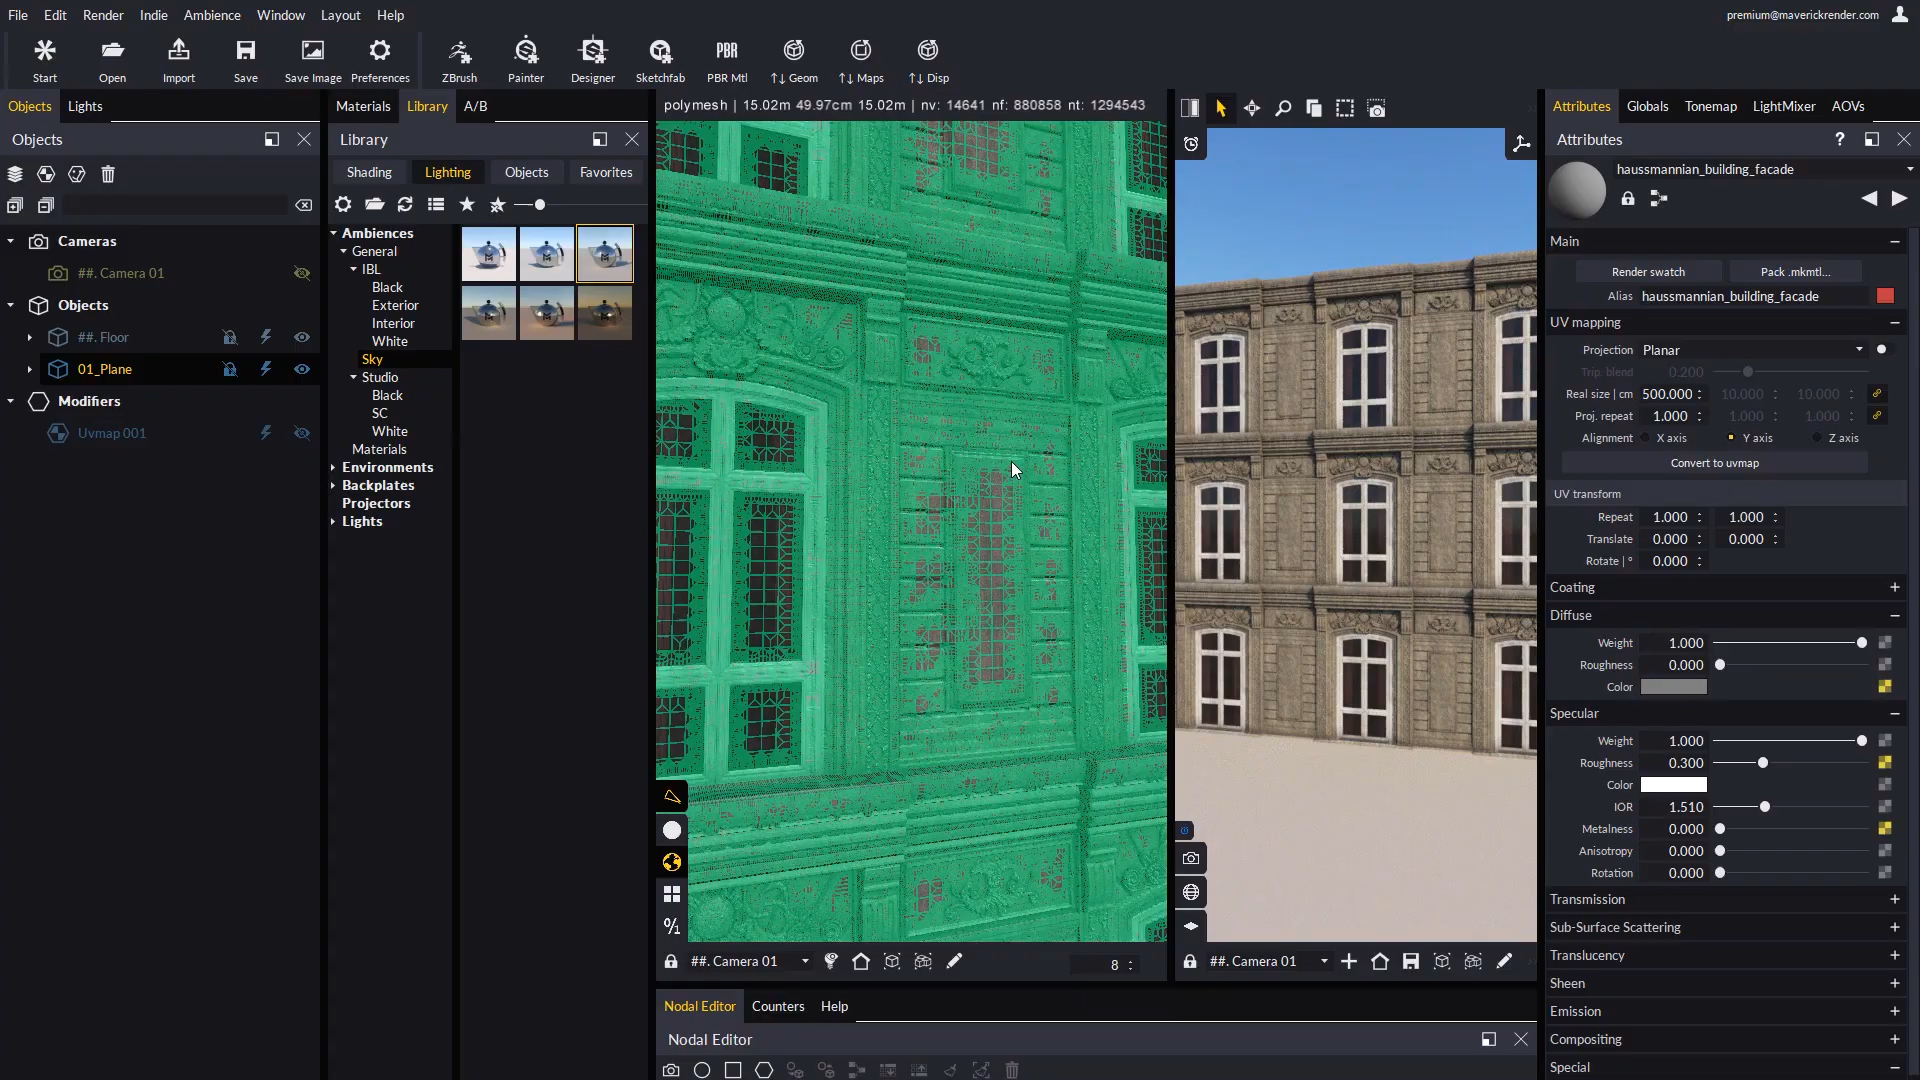 File Edit Render Indie Ambience Window Layout Help premium@maverickrender.com
Start Open Import Save Save Image Preferences ZBrush Painter Designer Sketchfab PBR PBR Mtl ↑↓ Geom ↑↓ Maps ↑↓ Disp
Objects Lights
Objects
Cameras
##. Camera 01
Objects
##. Floor
01_Plane
Modifiers
Uvmap 001
Materials Library A/B
Library
Shading Lighting Objects Favorites
Ambiences
General
IBL
Black
Exterior
Interior
White
Sky
Studio
Black
SC
White
Materials
Environments
Backplates
Projectors
Lights
polymesh | 15.02m 49.97cm 15.02m | nv: 14641 nf: 880858 nt: 1294543
%
##. Camera 01 8
##. Camera 01
Nodal Editor Counters Help
Nodal Editor
Attributes Globals Tonemap LightMixer AOVs
Attributes ?
haussmannian_building_facade
Main
Render swatch Pack .mkmtl...
Alias haussmannian_building_facade
UV mapping
Projection Planar
Trip. blend 0.200
Real size | cm 500.000 10.000 10.000
Proj. repeat 1.000 1.000 1.000
Alignment X axis Y axis Z axis
Convert to uvmap
UV transform
Repeat 1.000 1.000
Translate 0.000 0.000
Rotate | ° 0.000
Coating
Diffuse
Weight 1.000
Roughness 0.000
Color
Specular
Weight 1.000
Roughness 0.300
Color
IOR 1.510
Metalness 0.000
Anisotropy 0.000
Rotation 0.000
Transmission
Sub-Surface Scattering
Translucency
Sheen
Emission
Compositing
Special